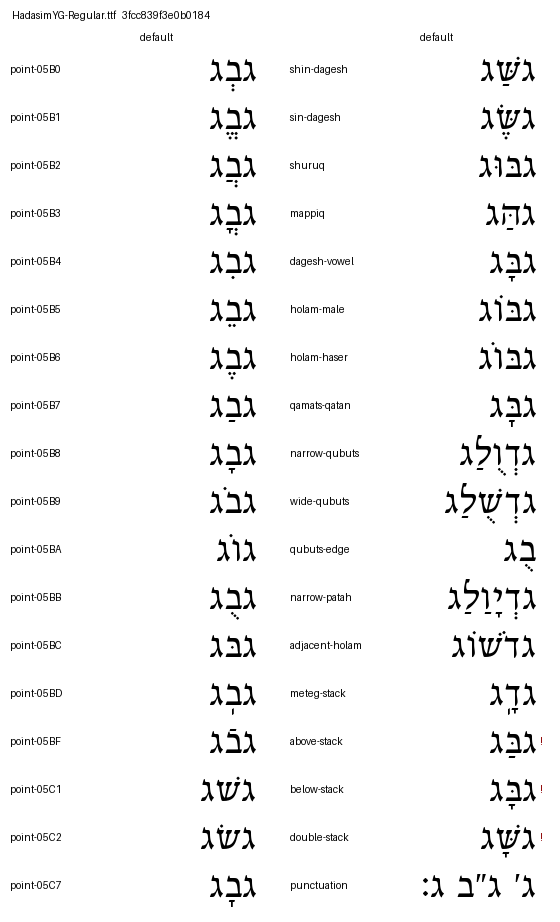 HadasimYG-Regular.ttf 3fcc839f3e0b0184
default default
point-05B0 גבְג shin-dagesh גשַּׁג
point-05B1 גבֱג sin-dagesh גשֶּׂג
point-05B2 גבֲג shuruq גבּוּג
point-05B3 גבֳג mappiq גהַּג
point-05B4 גבִג dagesh-vowel גבָּג
point-05B5 גבֵג holam-male גבּוֹג
point-05B6 גבֶג holam-haser גבּוֺג
point-05B7 גבַג qamats-qatan גבׇּג
point-05B8 גבָג narrow-qubuts גדְוֻלַג
point-05B9 גבֹג wide-qubuts גדְשֻׁלַג
point-05BA גוֺג qubuts-edge גבֻ
point-05BB גבֻג narrow-patah גדְיָוַלַג
point-05BC גבּג adjacent-holam גדֹשׁוֹג
point-05BD גבֽג meteg-stack גדָֽג
point-05BF גבֿג above-stack גבַּג !
point-05C1 גשׁג below-stack גבָּג !
point-05C2 גשׂג double-stack גשָּׁג !
point-05C7 גבׇג punctuation ג׳ ג״ב ג׃